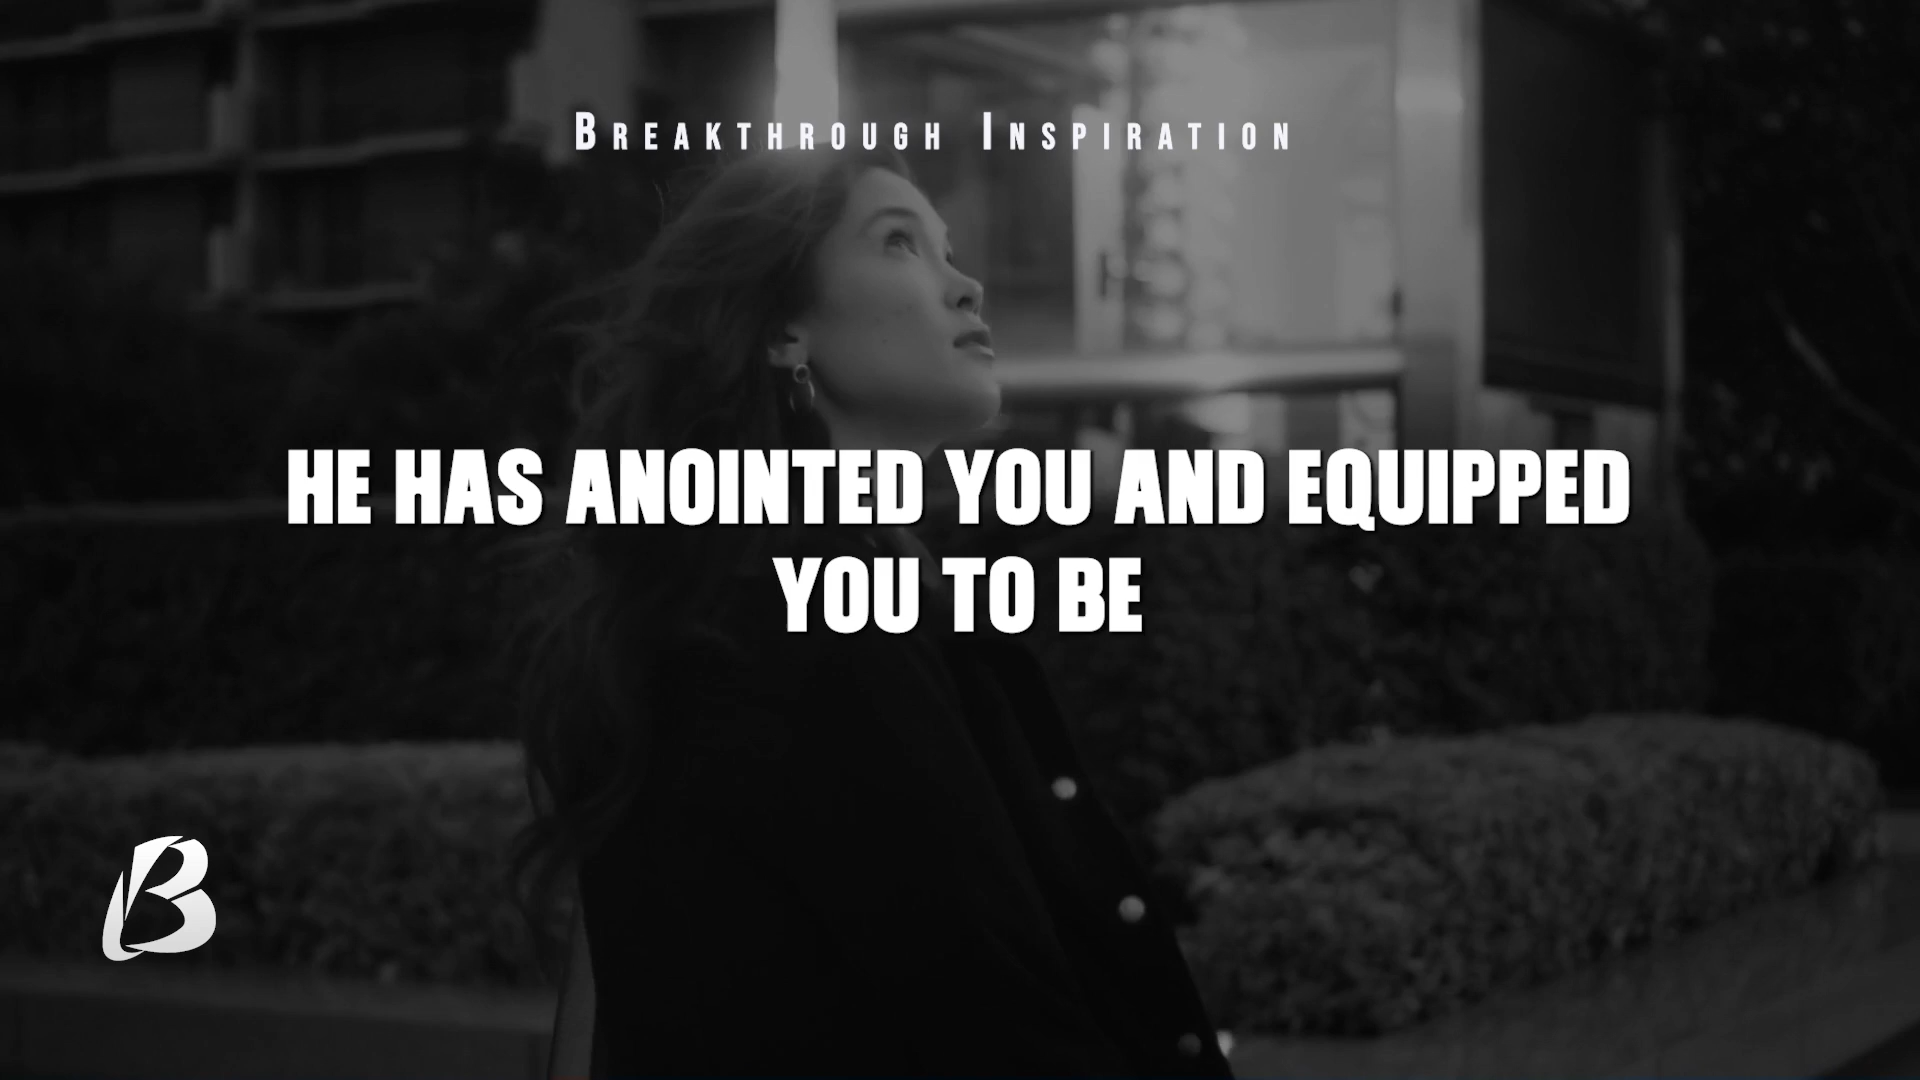 Breakthrough Inspiration
HE HAS ANOINTED YOU AND EQUIPPED
YOU TO BE
B